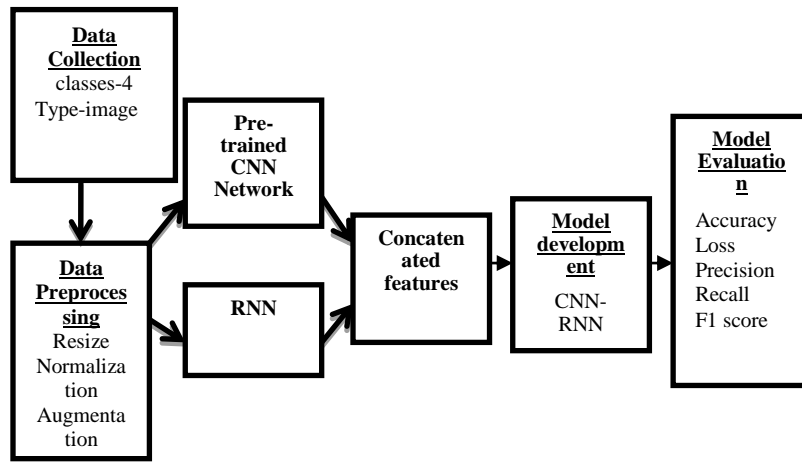 Data
Collection
classes-4
Type-image
Data
Preproces
sing
Resize
Normaliza
tion
Augmenta
tion
Pre-
trained
CNN
Network
RNN
Concaten
ated
features
Model
developm
ent
CNN-
RNN
Model
Evaluatio
n
Accuracy
Loss
Precision
Recall
F1 score